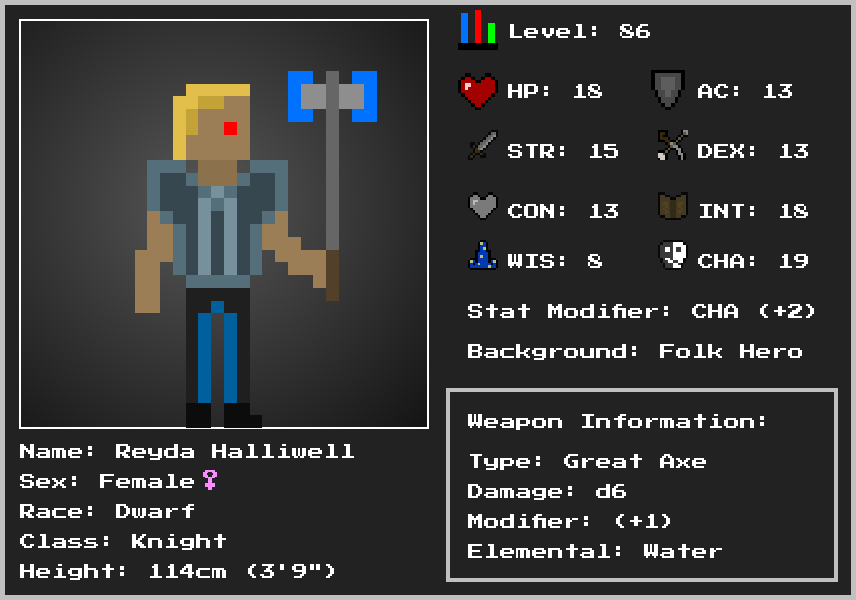 Level: 86
HP: 18 AC: 13
STR: 15 DEX: 13
CON: 13 INT: 18
WIS: 8 CHA: 19
Stat Modifier: CHA (+2)
Background: Folk Hero
Weapon Information:
Type: Great Axe
Damage: d6
Modifier: (+1)
Elemental: Water
Name: Reyda Halliwell
Sex: Female♀
Race: Dwarf
Class: Knight
Height: 114cm (3'9")